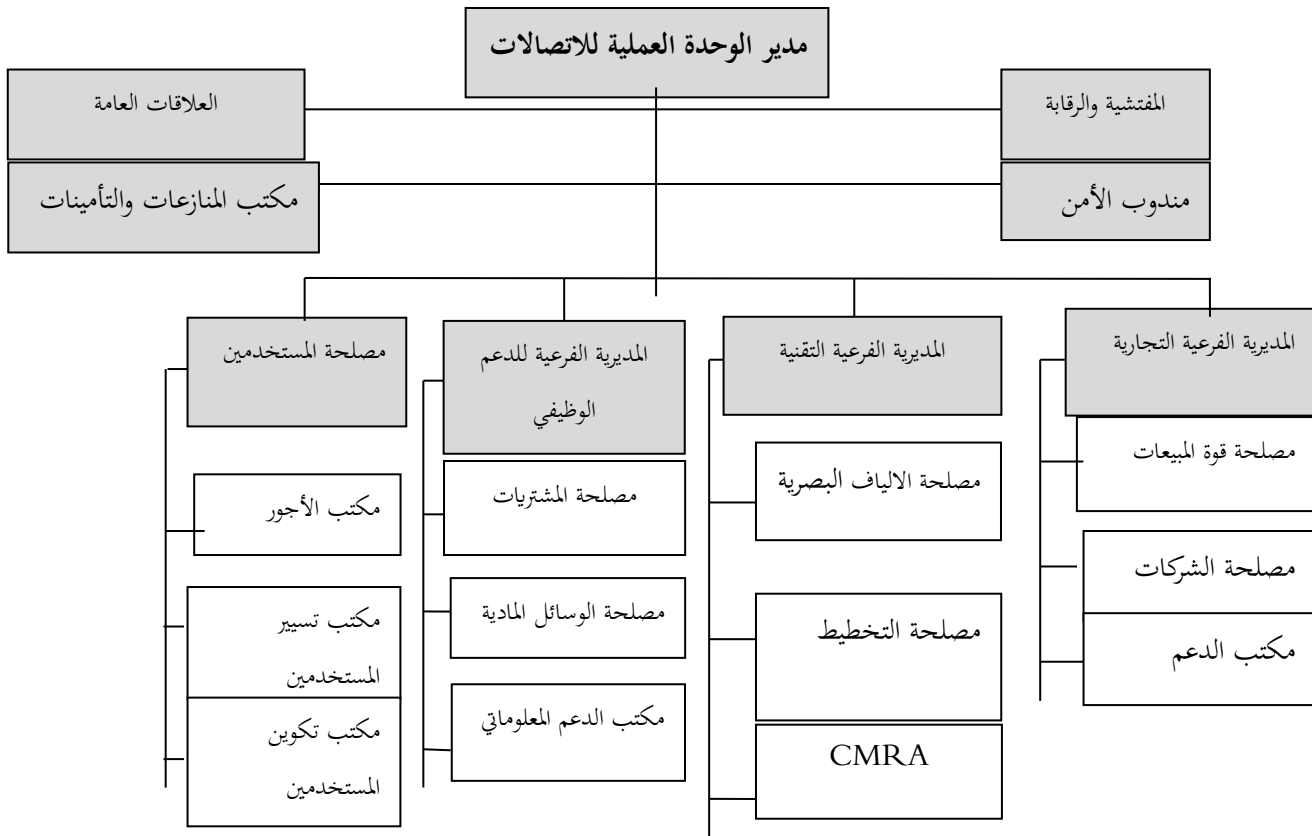 مدير الوحدة العملية للاتصالات
المفتشية والرقابة
العلاقات العامة
مندوب الأمن
مكتب المنازعات والتأمينات
المديرية الفرعية التجارية
المديرية الفرعية التقنية
المديرية الفرعية للدعم
الوظيفي
مصلحة المستخدمين
مصلحة قوة المبيعات
مصلحة الشركات
مكتب الدعم
مصلحة الالياف البصرية
مصلحة التخطيط
CMRA
مصلحة المشتريات
مصلحة الوسائل المادية
مكتب الدعم المعلوماتي
مكتب الأجور
مكتب تسيير
المستخدمين
مكتب تكوين
المستخدمين